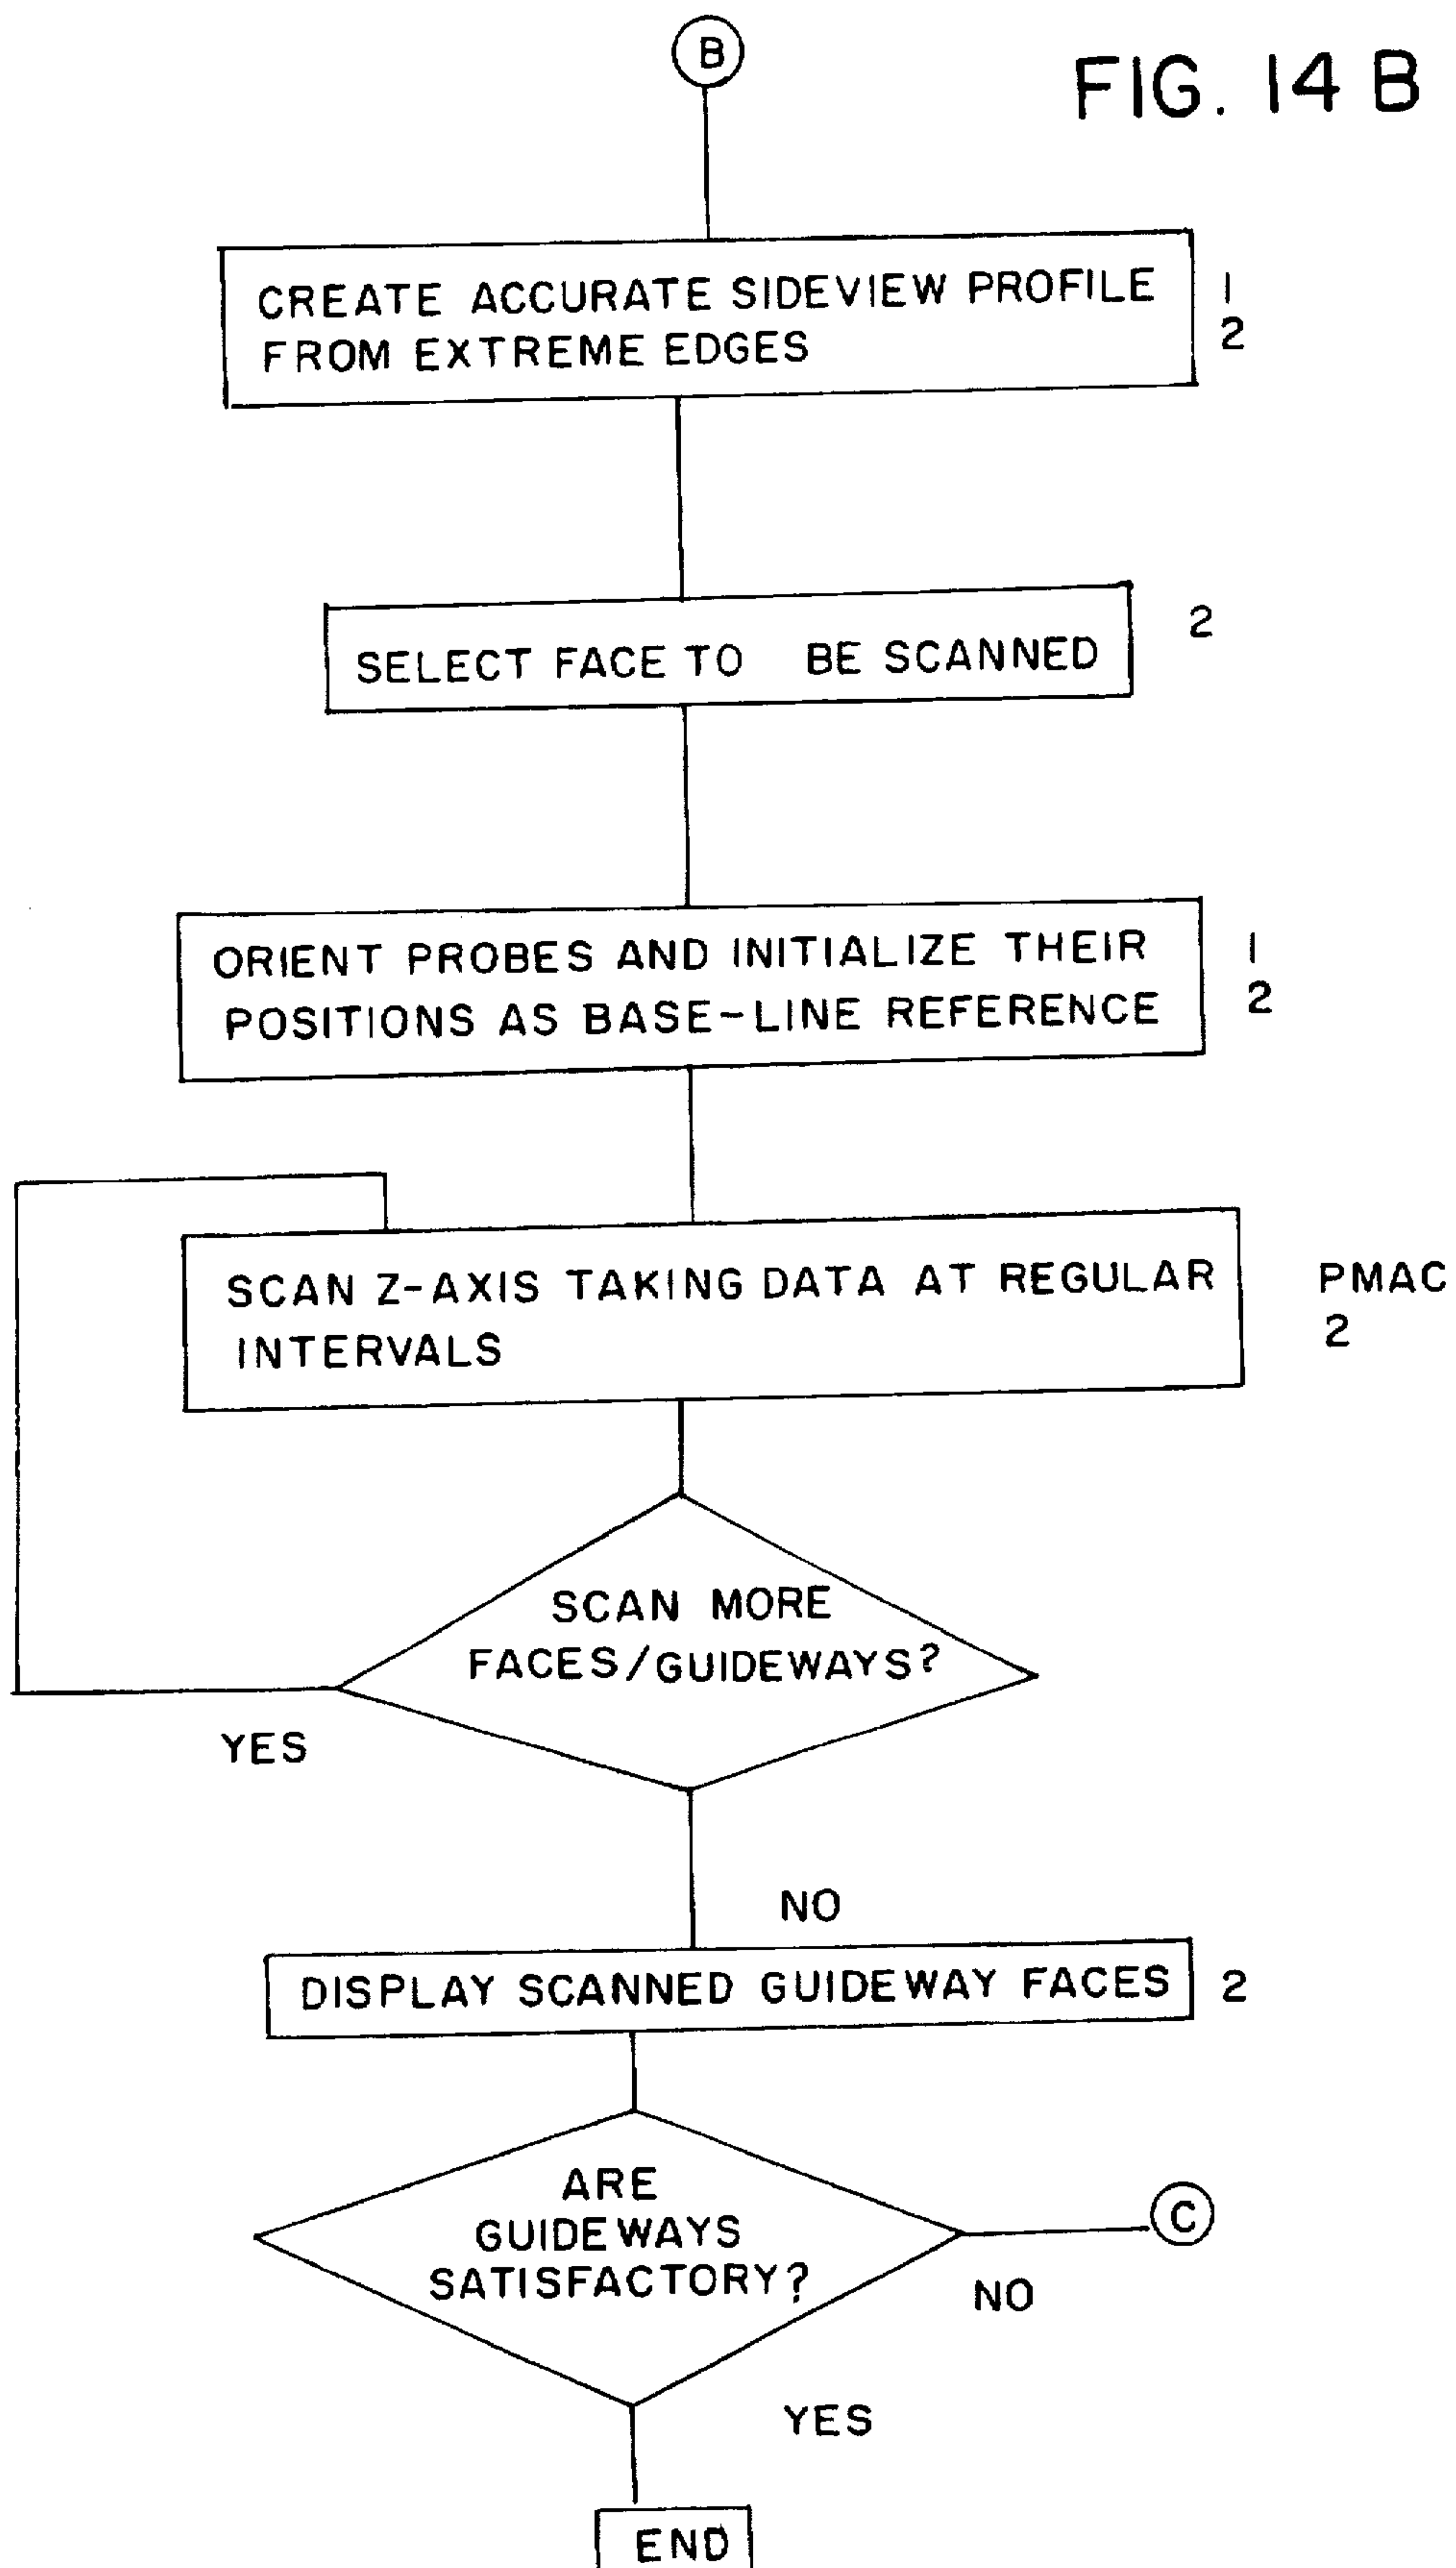 B
FIG. 14 B
CREATE ACCURATE SIDEVIEW PROFILE
FROM EXTREME EDGES
1
2
SELECT FACE TO BE SCANNED
2
ORIENT PROBES AND INITIALIZE THEIR
POSITIONS AS BASE-LINE REFERENCE
1
2
SCAN Z-AXIS TAKING DATA AT REGULAR
INTERVALS
PMAC
2
SCAN MORE
FACES/GUIDEWAYS?
YES
NO
DISPLAY SCANNED GUIDEWAY FACES
2
ARE
GUIDEWAYS
SATISFACTORY?
C
NO
YES
END